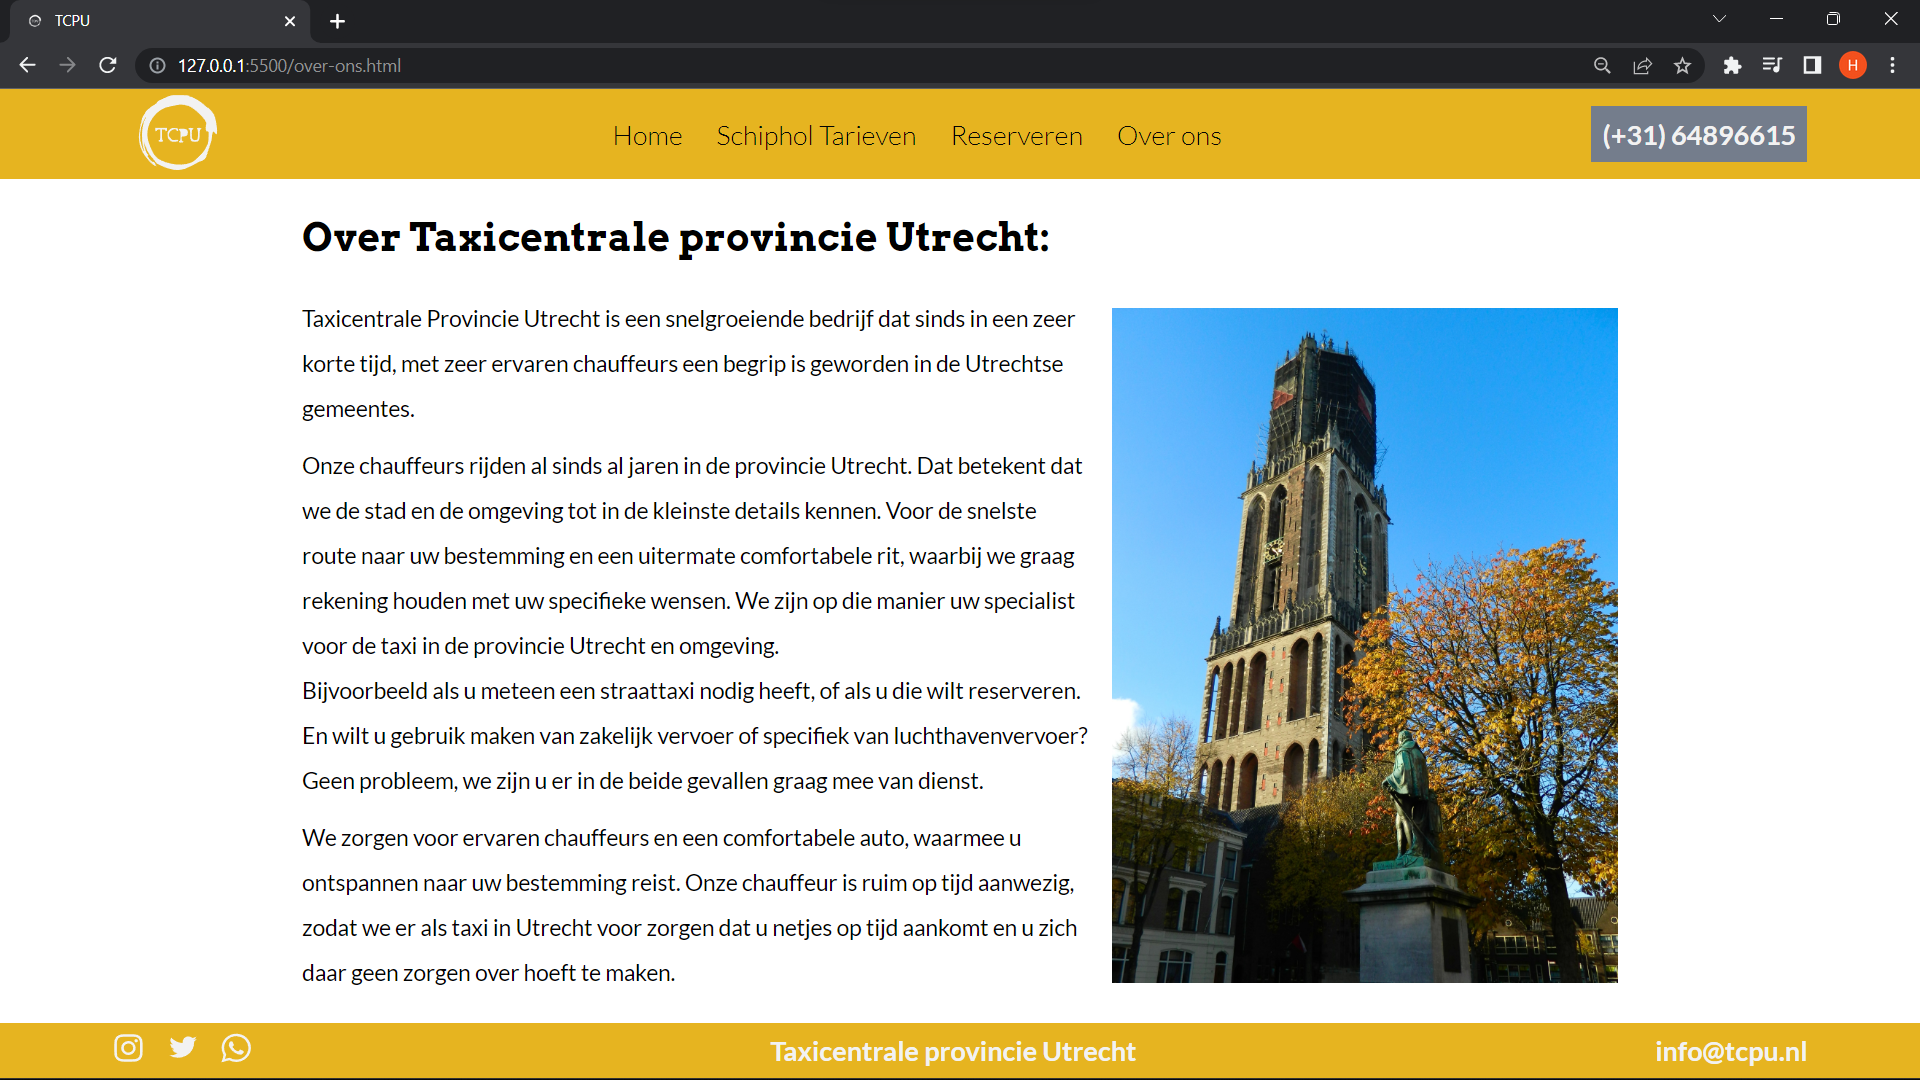 TCPU
127.0.0.1:5500/over-ons.html
H
TCPU
Home Schiphol Tarieven Reserveren Over ons
(+31) 64896615
Over Taxicentrale provincie Utrecht:
Taxicentrale Provincie Utrecht is een snelgroeiende bedrijf dat sinds in een zeer
korte tijd, met zeer ervaren chauffeurs een begrip is geworden in de Utrechtse
gemeentes.
Onze chauffeurs rijden al sinds al jaren in de provincie Utrecht. Dat betekent dat
we de stad en de omgeving tot in de kleinste details kennen. Voor de snelste
route naar uw bestemming en een uitermate comfortabele rit, waarbij we graag
rekening houden met uw specifieke wensen. We zijn op die manier uw specialist
voor de taxi in de provincie Utrecht en omgeving.
Bijvoorbeeld als u meteen een straattaxi nodig heeft, of als u die wilt reserveren.
En wilt u gebruik maken van zakelijk vervoer of specifiek van luchthavenvervoer?
Geen probleem, we zijn u er in de beide gevallen graag mee van dienst.
We zorgen voor ervaren chauffeurs en een comfortabele auto, waarmee u
ontspannen naar uw bestemming reist. Onze chauffeur is ruim op tijd aanwezig,
zodat we er als taxi in Utrecht voor zorgen dat u netjes op tijd aankomt en u zich
daar geen zorgen over hoeft te maken.
Taxicentrale provincie Utrecht
info@tcpu.nl